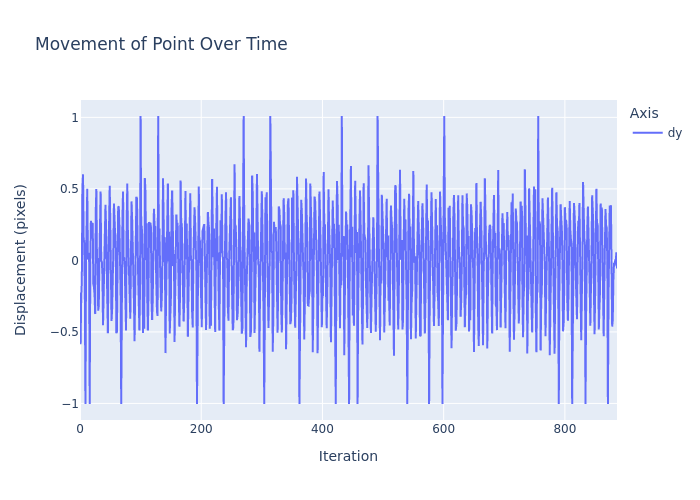 Movement of Point Over Time
Axis
dy
1
0.5
0
−0.5
−1
Displacement (pixels)
0
200
400
600
800
Iteration